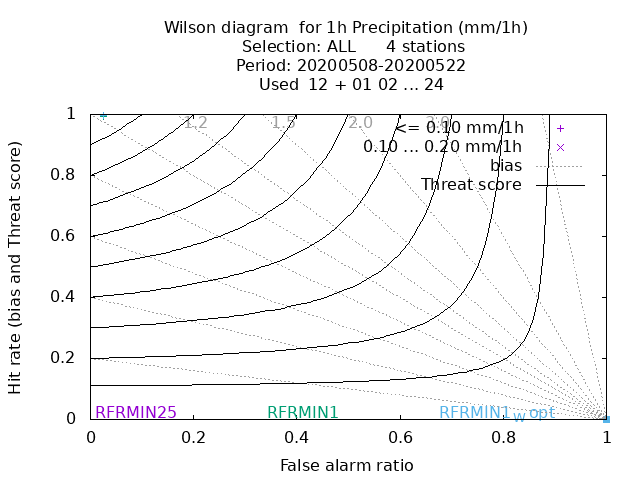 Wilson diagram  for 1h Precipitation (mm/1h)
Selection: ALL      4 stations
Period: 20200508-20200522
Used  12 + 01 02 ... 24
1 1.2 1.5 2.0 3.0
<= 0.10 mm/1h
0.10 ... 0.20 mm/1h
bias
0.8
Threat score
0.6
0.4
0.2
0
RFRMIN25 RFRMIN1 RFRMIN1_W_opt
0 0.2 0.4 0.6 0.8 1
False alarm ratio
Hit rate (bias and Threat score)